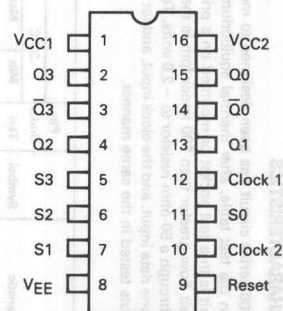 VCC1 1 16 VCC2
Q3 2 15 Q0
Q̅3 3 14 Q̅0
Q2 4 13 Q1
S3 5 12 Clock 1
S2 6 11 S0
S1 7 10 Clock 2
VEE 8 9 Reset